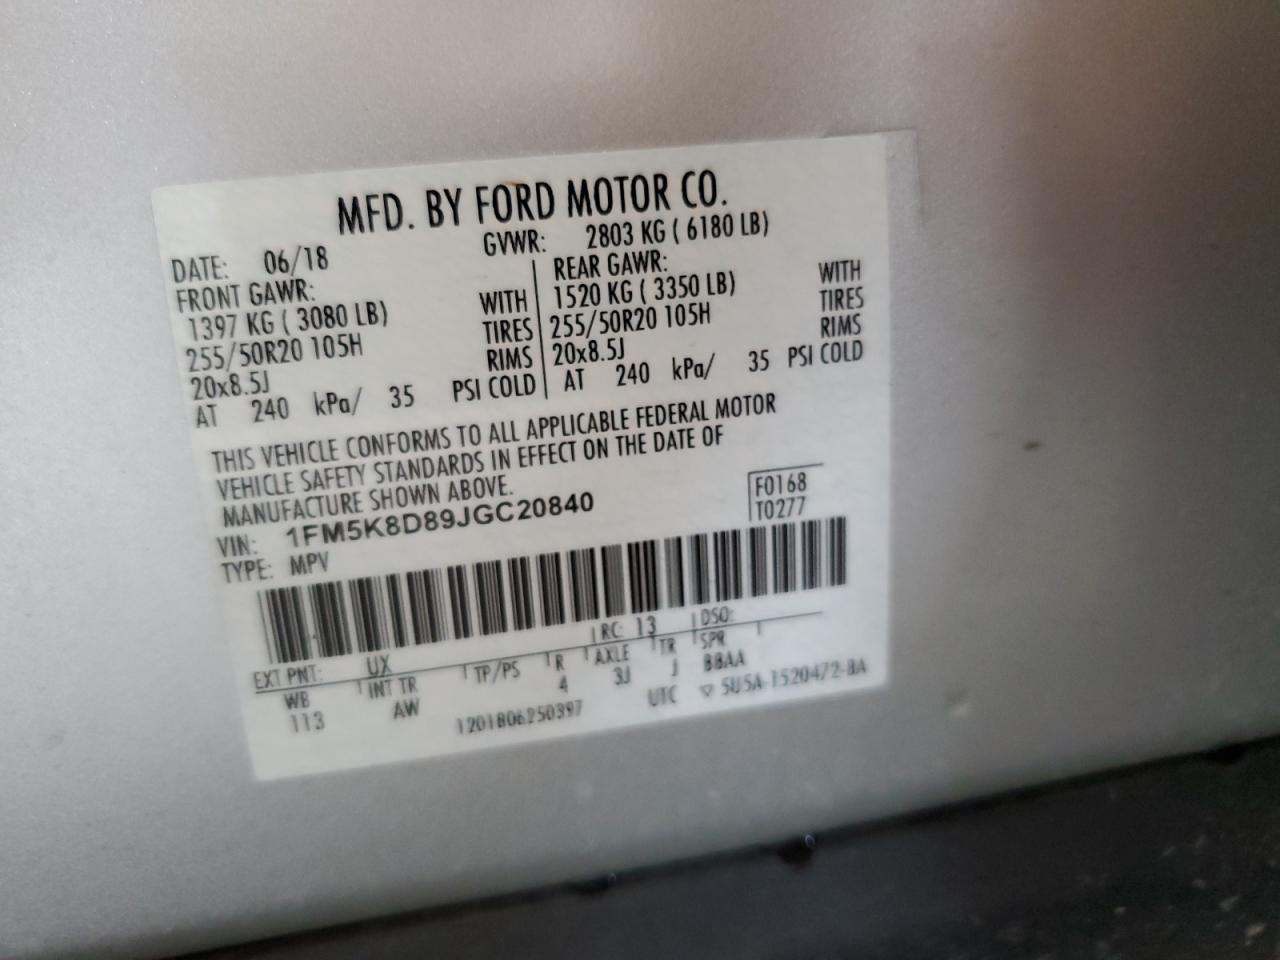 MFD. BY FORD MOTOR CO.
DATE: 06/18 GVWR: 2803 KG ( 6180 LB)
FRONT GAWR: REAR GAWR:
1397 KG ( 3080 LB) WITH 1520 KG ( 3350 LB) WITH
255/50R20 105H TIRES 255/50R20 105H TIRES
20x8.5J RIMS 20x8.5J RIMS
AT 240 kPa/ 35 PSI COLD AT 240 kPa/ 35 PSI COLD
THIS VEHICLE CONFORMS TO ALL APPLICABLE FEDERAL MOTOR
VEHICLE SAFETY STANDARDS IN EFFECT ON THE DATE OF
MANUFACTURE SHOWN ABOVE.
F0168
T0277
VIN: 1FM5K8D89JGC20840
TYPE: MPV
EXT PNT: UX RC: 13 DSO:
WB INT TR TP/PS R AXLE TR SPR
113 AW 4 3J J BBAA
1201806250397 UTC ▽ 5U5A-1520472-BA